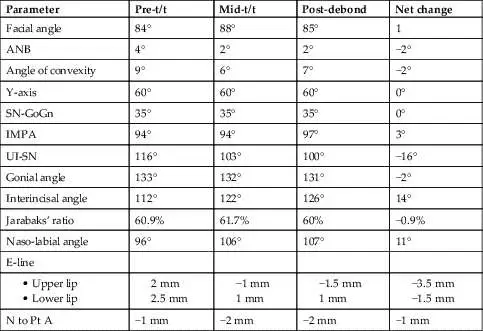 Parameter Pre-t/t Mid-t/t Post-debond Net change
Facial angle 84° 88° 85° 1
ANB 4° 2° 2° −2°
Angle of convexity 9° 6° 7° −2°
Y-axis 60° 60° 60° 0°
SN-GoGn 35° 35° 35° 0°
IMPA 94° 94° 97° 3°
UI-SN 116° 103° 100° −16°
Gonial angle 133° 132° 131° −2°
Interincisal angle 112° 122° 126° 14°
Jarabaks’ ratio 60.9% 61.7% 60% −0.9%
Naso-labial angle 96° 106° 107° 11°
E-line
• Upper lip 2 mm −1 mm −1.5 mm −3.5 mm
• Lower lip 2.5 mm 1 mm 1 mm −1.5 mm
N to Pt A −1 mm −2 mm −2 mm −1 mm